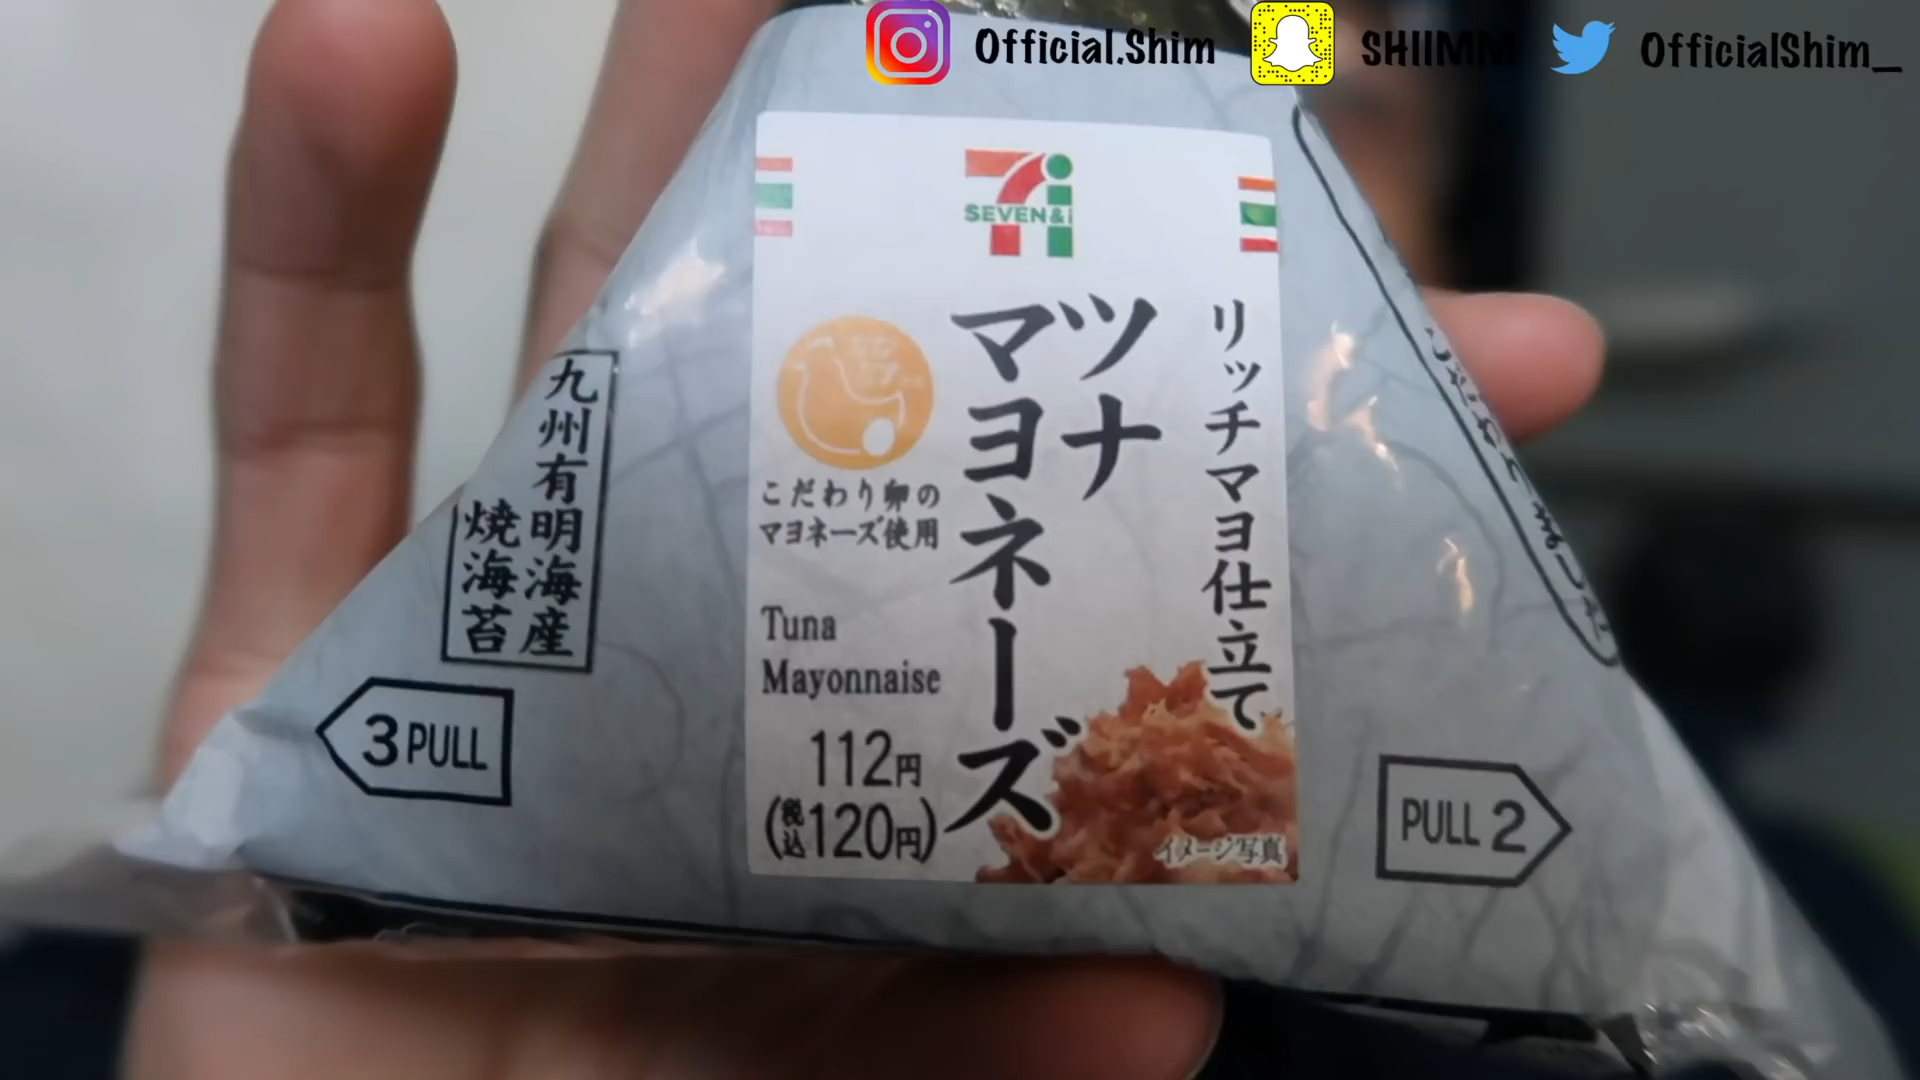 Official.Shim
SHIIMM
OfficialShim_
SEVEN&i
リッチマヨ仕立て
ツナ
マヨネーズ
こだわり卵の
マヨネーズ使用
Tuna
Mayonnaise
112円
(税込120円)
イメージ写真
九州有明海産
焼海苔
3 PULL
PULL 2